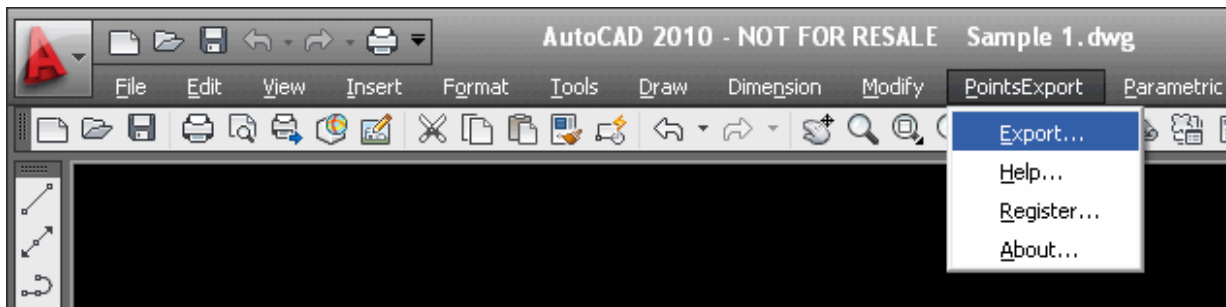 AutoCAD 2010 - NOT FOR RESALE Sample 1.dwg
File Edit View Insert Format Tools Draw Dimension Modify PointsExport Parametric
Export...
Help...
Register...
About...